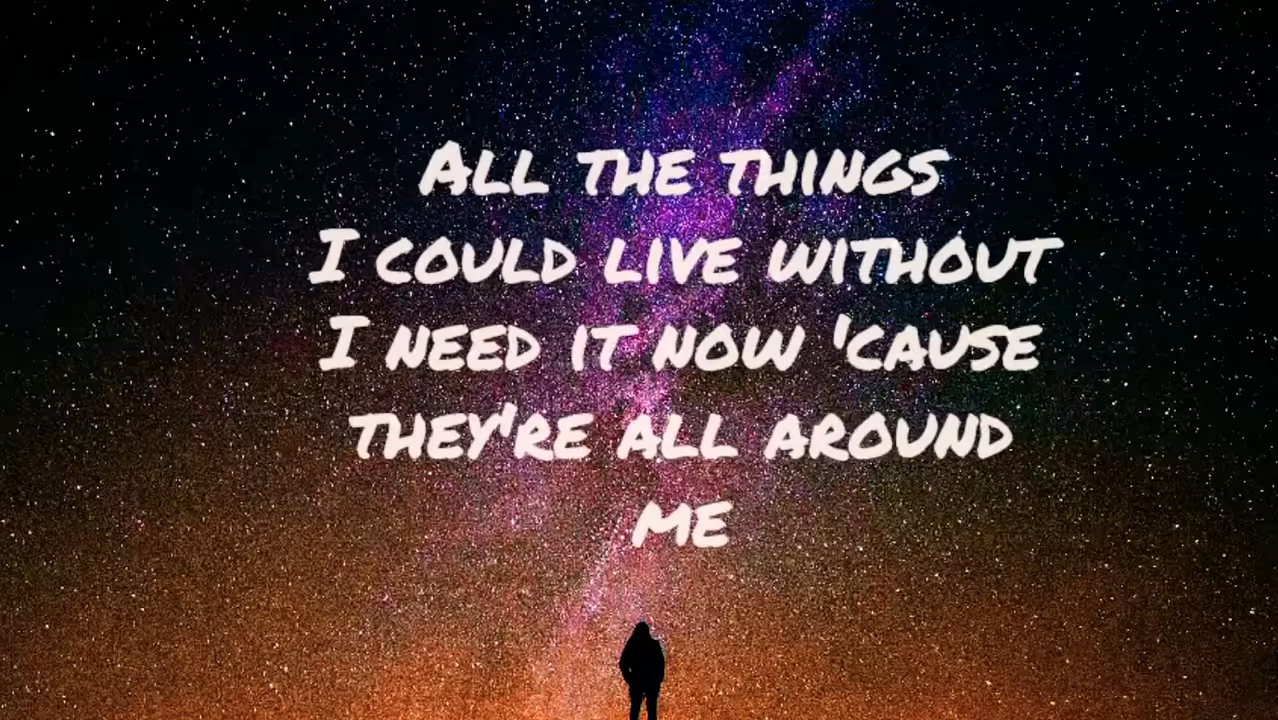 All the things
I could live without
I need it now 'cause
they're all around
me